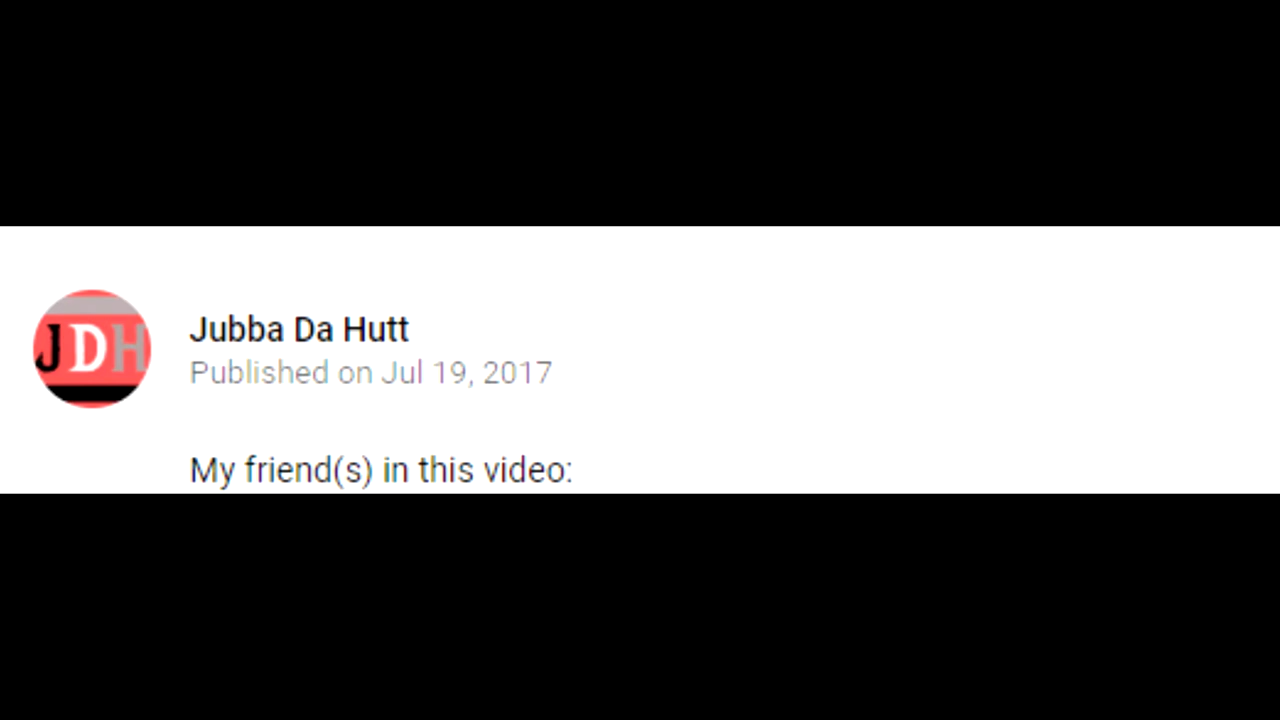 JDH
Jubba Da Hutt
Published on Jul 19, 2017
My friend(s) in this video: